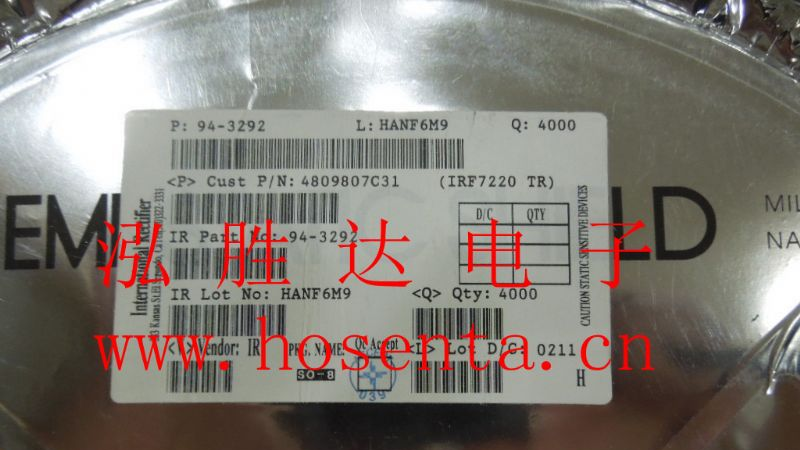 P: 94-3292 L: HANF6M9 Q: 4000
<P> Cust P/N: 4809807C31 (IRF7220 TR)
D/C QTY
IR Part No: 94-3292
IR Lot No: HANF6M9 <Q> Qty: 4000
Vendor: IR PKG. NAME: Qc Accept <L> Lot D/C: 0211
SO-8
039
H
International Rectifier
CAUTION STATIC SENSITIVE DEVICES
EM LD
MIL
NA
泓胜达电子
www.hosenta.cn